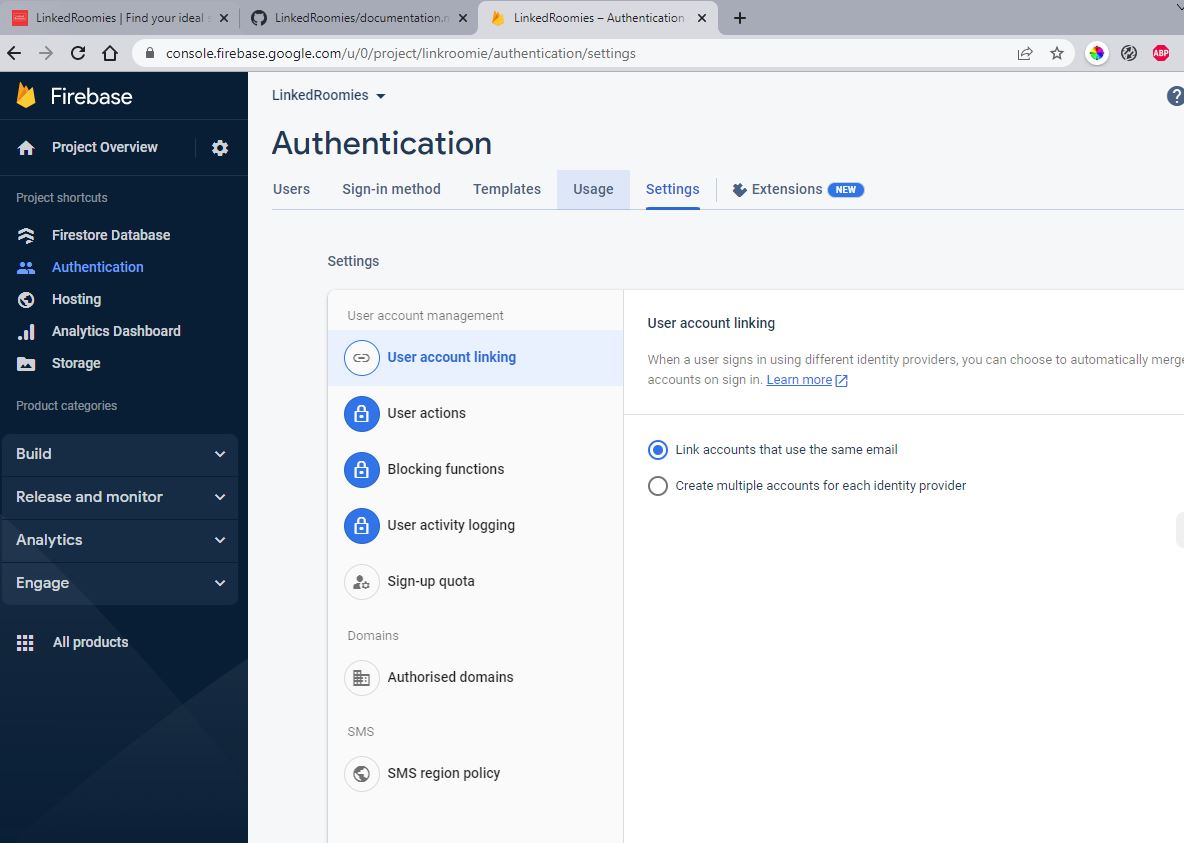 LinkedRoomies | Find your ideal s
LinkedRoomies/documentation.m
LinkedRoomies – Authentication
console.firebase.google.com/u/0/project/linkroomie/authentication/settings
ABP
Firebase
Project Overview
Project shortcuts
Firestore Database
Authentication
Hosting
Analytics Dashboard
Storage
Product categories
Build
Release and monitor
Analytics
Engage
All products
LinkedRoomies
?
Authentication
Users
Sign-in method
Templates
Usage
Settings
Extensions NEW
Settings
User account management
User account linking
User actions
Blocking functions
User activity logging
Sign-up quota
Domains
Authorised domains
SMS
SMS region policy
User account linking
When a user signs in using different identity providers, you can choose to automatically merge
accounts on sign in. Learn more
Link accounts that use the same email
Create multiple accounts for each identity provider